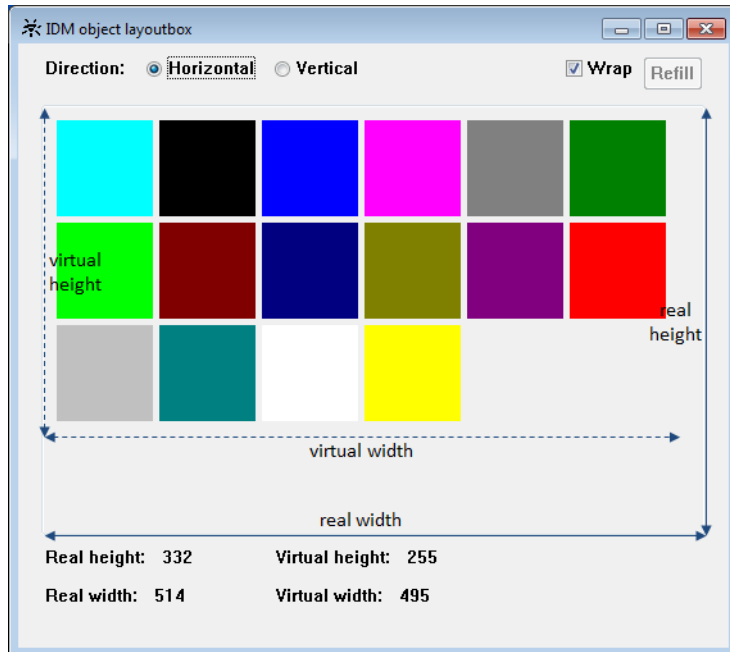 IDM object layoutbox
Direction: Horizontal Vertical Wrap Refill
virtual
height
real
height
virtual width
real width
Real height: 332 Virtual height: 255
Real width: 514 Virtual width: 495